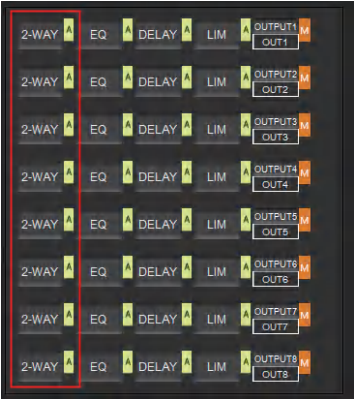 2-WAY A EQ A DELAY A LIM A OUTPUT1 M
OUT1
2-WAY A EQ A DELAY A LIM A OUTPUT2 M
OUT2
2-WAY A EQ A DELAY A LIM A OUTPUT3 M
OUT3
2-WAY A EQ A DELAY A LIM A OUTPUT4 M
OUT4
2-WAY A EQ A DELAY A LIM A OUTPUT5 M
OUT5
2-WAY A EQ A DELAY A LIM A OUTPUT6 M
OUT6
2-WAY A EQ A DELAY A LIM A OUTPUT7 M
OUT7
2-WAY A EQ A DELAY A LIM A OUTPUT8 M
OUT8